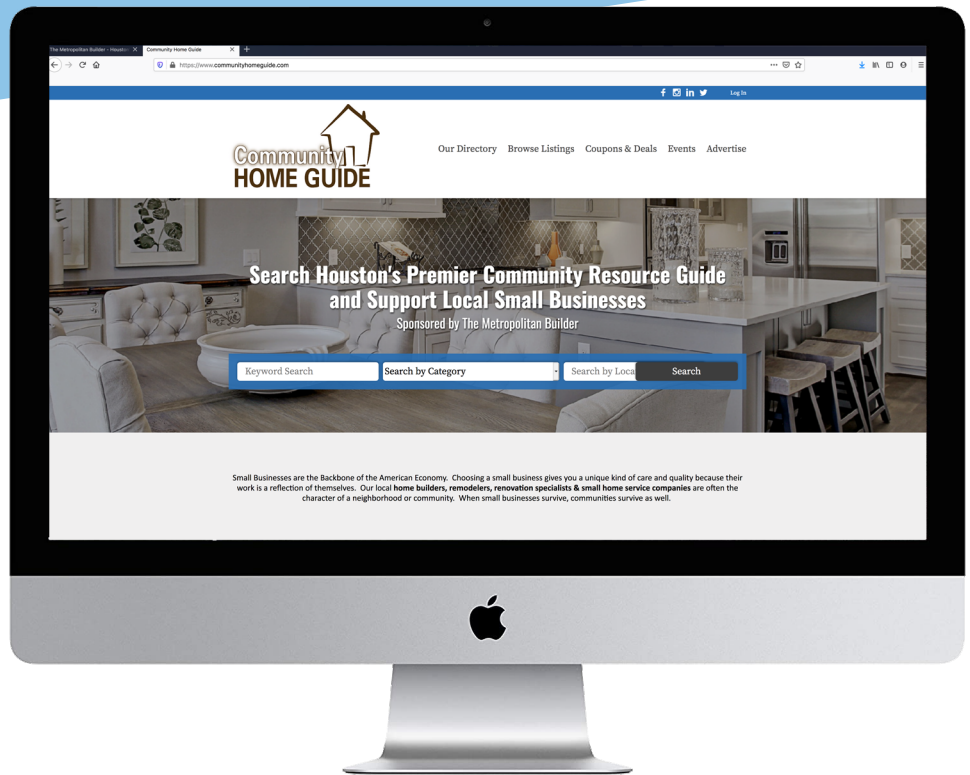 The Metropolitan Builder - Houston
Community Home Guide
https://www.communityhomeguide.com
Log In
Community
HOME GUIDE
Our Directory Browse Listings Coupons & Deals Events Advertise
Search Houston's Premier Community Resource Guide
and Support Local Small Businesses
Sponsored by The Metropolitan Builder
Keyword Search Search by Category Search by Loca Search
Small Businesses are the Backbone of the American Economy. Choosing a small business gives you a unique kind of care and quality because their
work is a reflection of themselves. Our local home builders, remodelers, renovation specialists & small home service companies are often the
character of a neighborhood or community. When small businesses survive, communities survive as well.